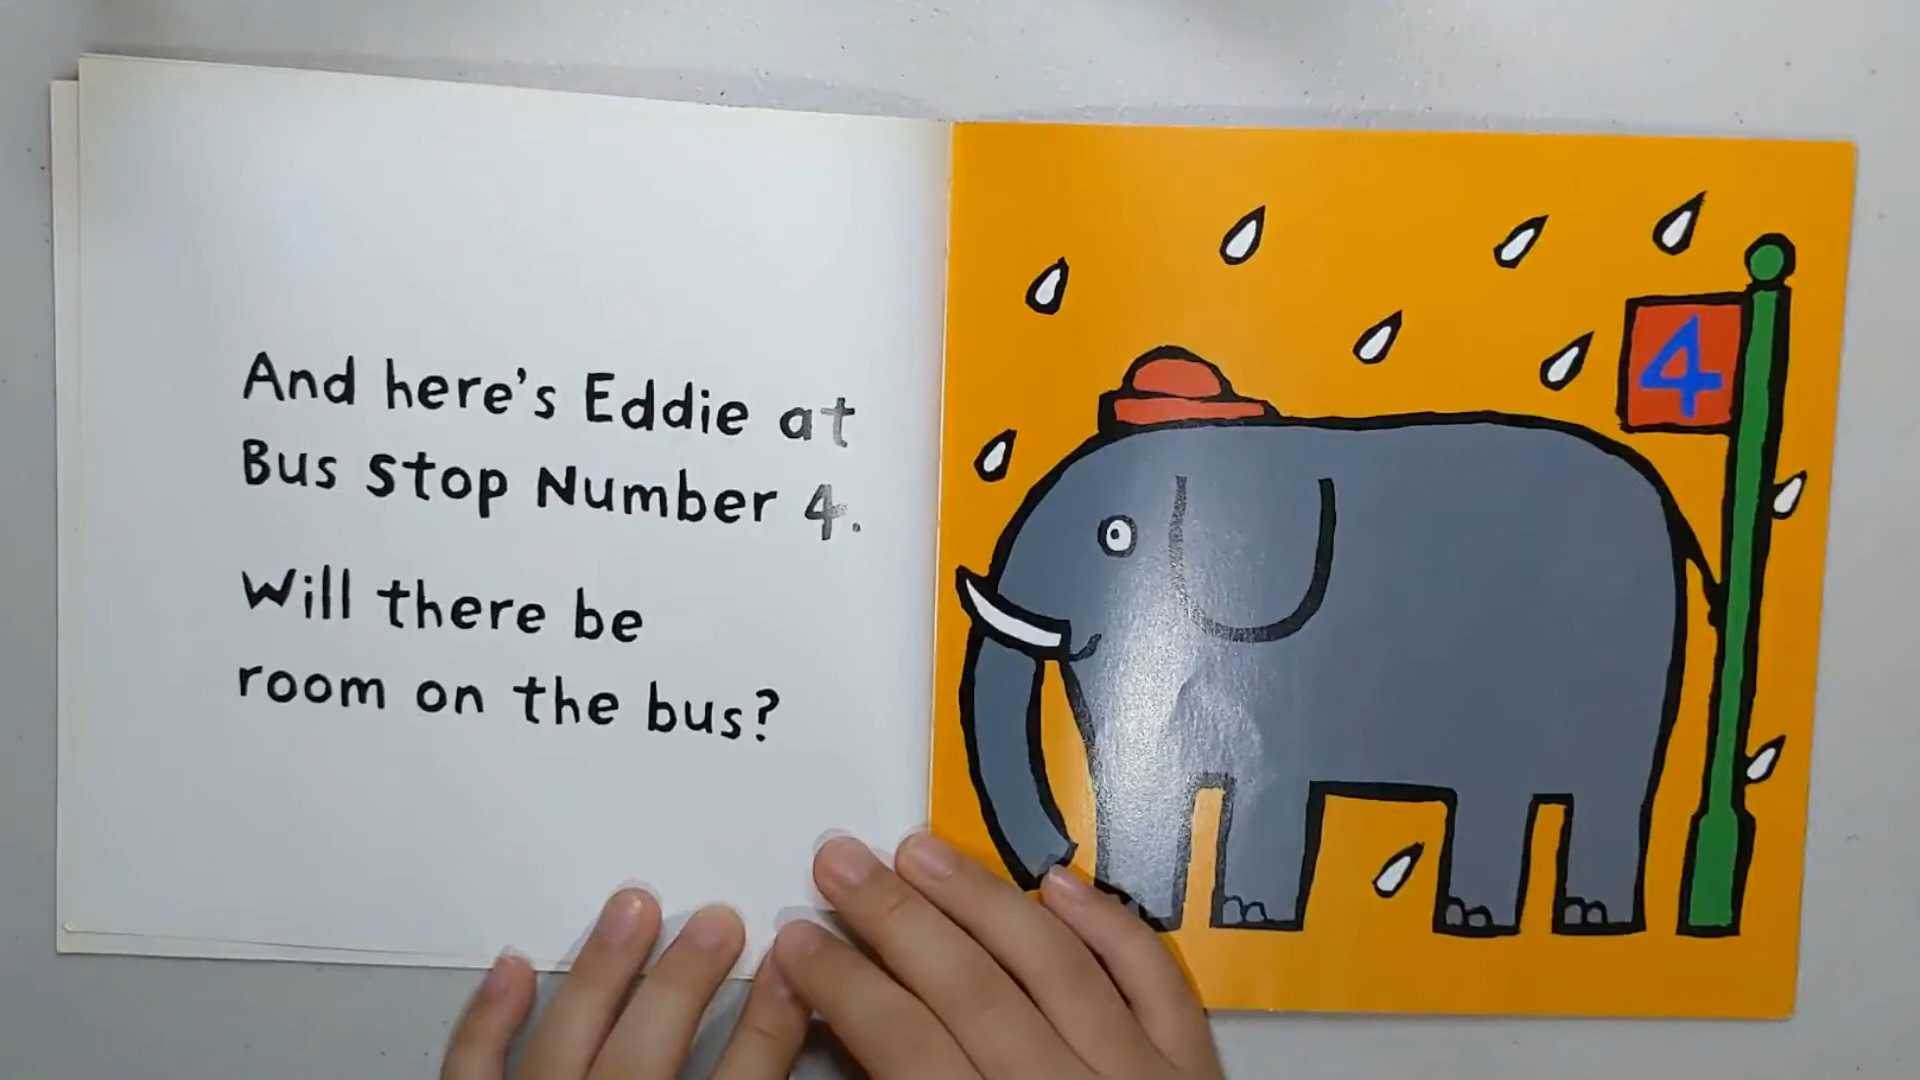 And here's Eddie at
Bus Stop Number 4.
Will there be
room on the bus?
4